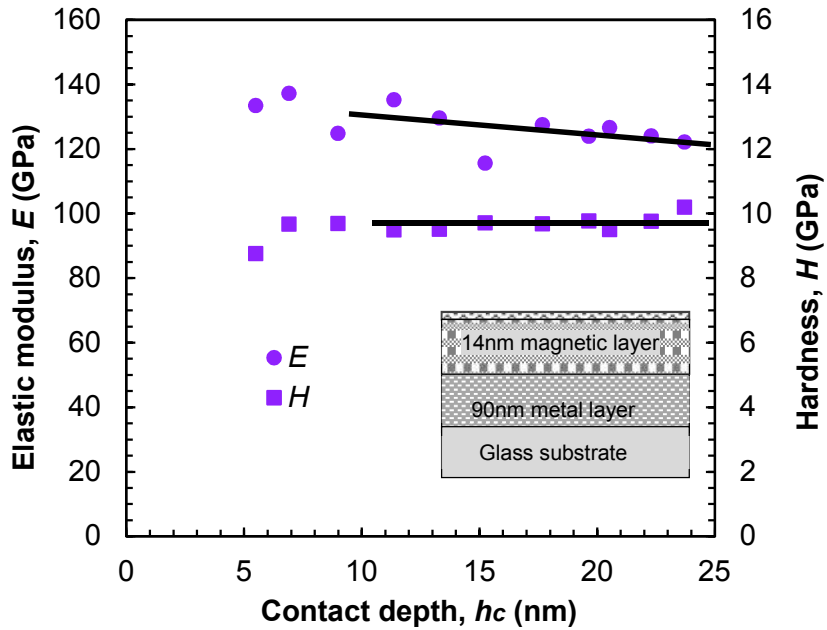 160
140
120
100
80
60
40
20
0
Elastic modulus, E (GPa)
16
14
12
10
8
6
4
2
0
Hardness, H (GPa)
E
H
14nm magnetic layer
90nm metal layer
Glass substrate
0 5 10 15 20 25
Contact depth, hc (nm)